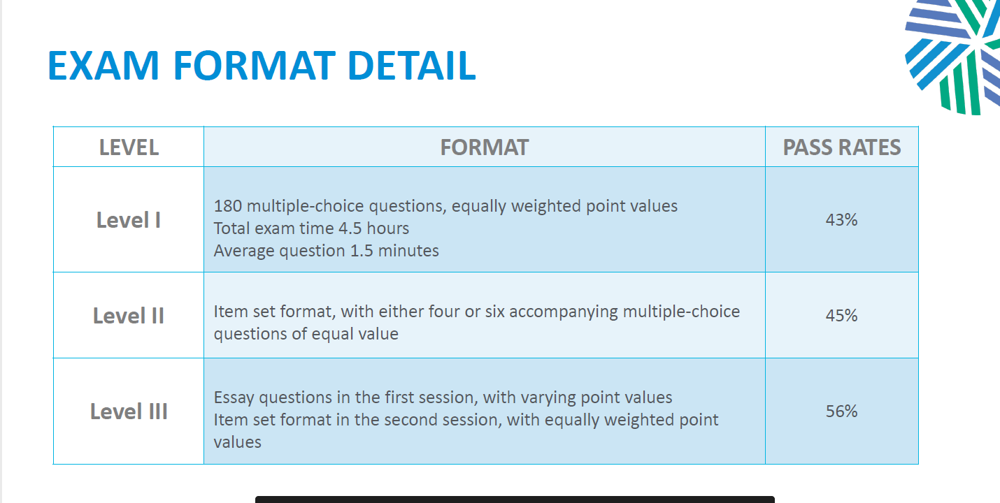 EXAM FORMAT DETAIL
LEVEL
FORMAT
PASS RATES
Level I
180 multiple-choice questions, equally weighted point values
Total exam time 4.5 hours
Average question 1.5 minutes
43%
Level II
Item set format, with either four or six accompanying multiple-choice
questions of equal value
45%
Level III
Essay questions in the first session, with varying point values
Item set format in the second session, with equally weighted point
values
56%